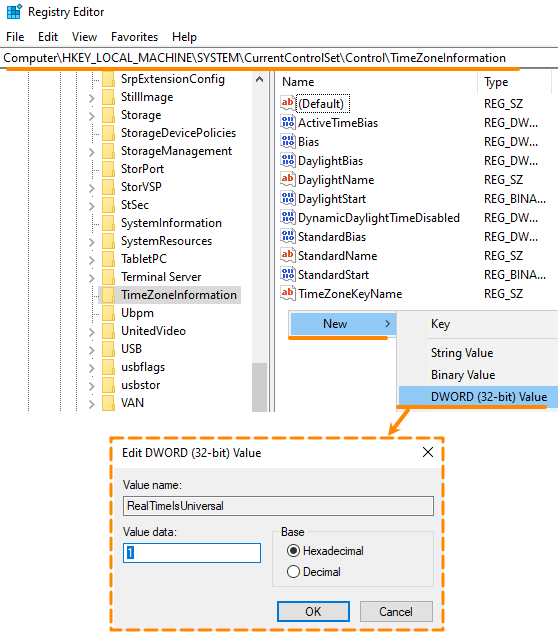 Registry Editor
File Edit View Favorites Help
Computer\HKEY_LOCAL_MACHINE\SYSTEM\CurrentControlSet\Control\TimeZoneInformation
SrpExtensionConfig
StillImage
Storage
StorageDevicePolicies
StorageManagement
StorPort
StorVSP
StSec
SystemInformation
SystemResources
TabletPC
Terminal Server
TimeZoneInformation
Ubpm
UnitedVideo
USB
usbflags
usbstor
VAN
Name Type
(Default) REG_SZ
ActiveTimeBias REG_DW...
Bias REG_DW...
DaylightBias REG_DW...
DaylightName REG_SZ
DaylightStart REG_BINA...
DynamicDaylightTimeDisabled REG_DW...
StandardBias REG_DW...
StandardName REG_SZ
StandardStart REG_BINA...
TimeZoneKeyName REG_SZ
New >
Key
String Value
Binary Value
DWORD (32-bit) Value
Edit DWORD (32-bit) Value
Value name:
RealTimeIsUniversal
Value data:
1
Base
Hexadecimal
Decimal
OK Cancel